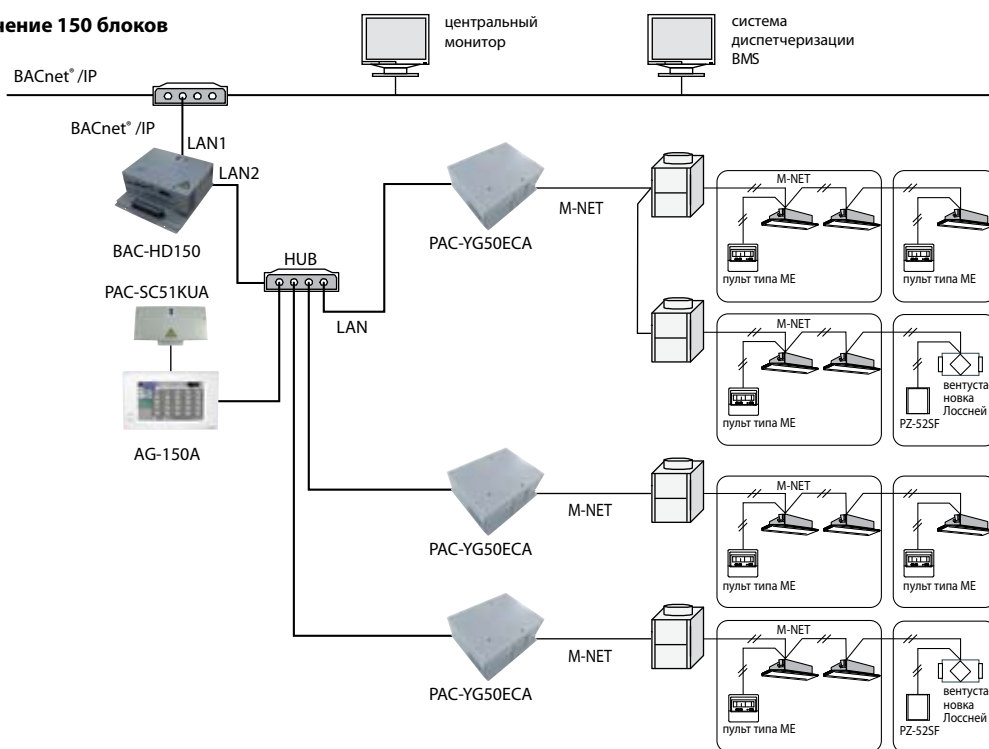 чение 150 блоков
центральный
монитор
система
диспетчеризации
BMS
BACnet® /IP
BACnet® /IP
LAN1
LAN2
BAC-HD150
HUB
PAC-SC51KUA
LAN
AG-150A
PAC-YG50ECA
M-NET
M-NET
пульт типа ME
пульт типа ME
M-NET
пульт типа ME
PZ-52SF
вентуста
новка
Лоссней
PAC-YG50ECA
M-NET
M-NET
пульт типа ME
пульт типа ME
PAC-YG50ECA
M-NET
M-NET
пульт типа ME
PZ-52SF
вентуста
новка
Лоссней